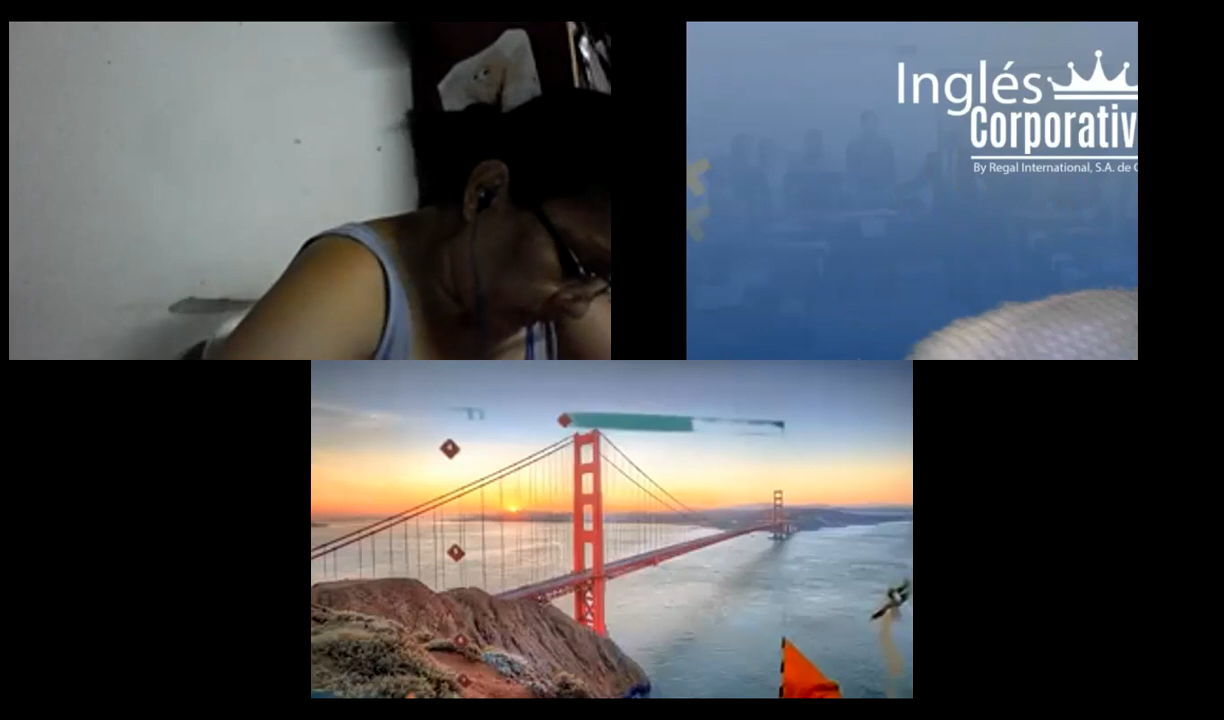 Inglés
Corporativ
By Regal International, S.A. de C